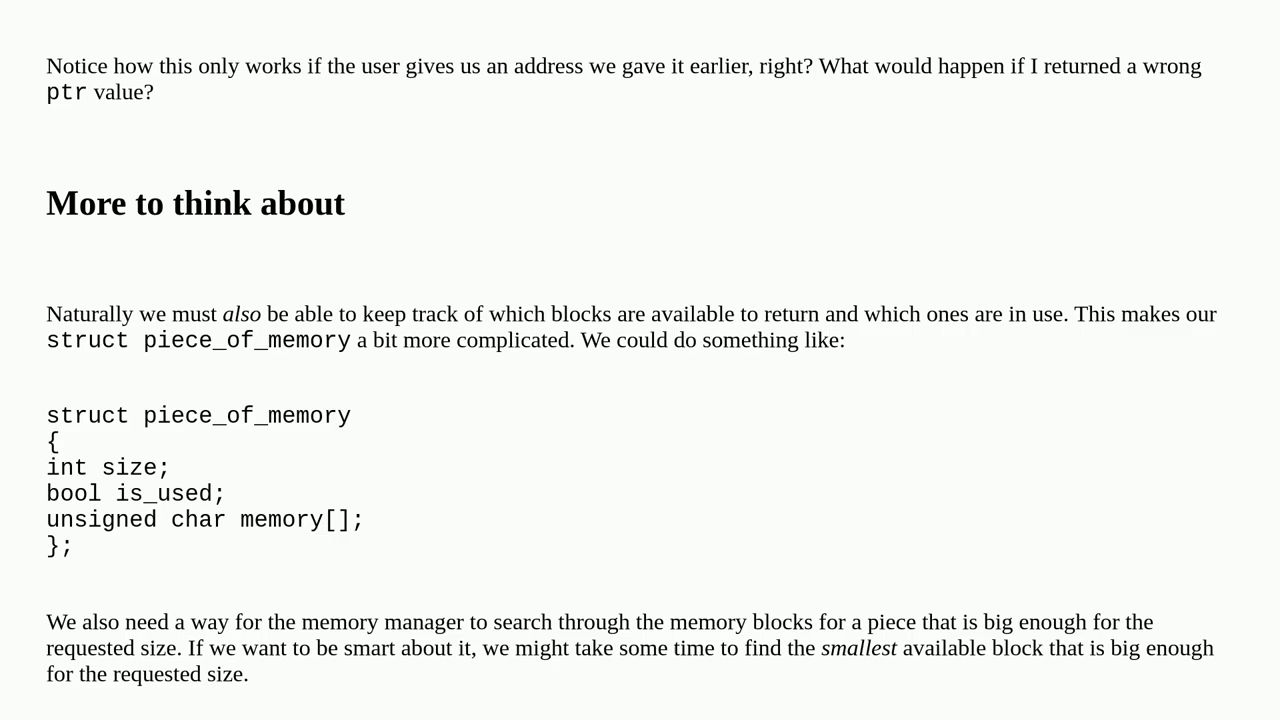 Notice how this only works if the user gives us an address we gave it earlier, right? What would happen if I returned a wrong
ptr value?
More to think about
Naturally we must also be able to keep track of which blocks are available to return and which ones are in use. This makes our
struct piece_of_memory a bit more complicated. We could do something like:
struct piece_of_memory
{
int size;
bool is_used;
unsigned char memory[];
};
We also need a way for the memory manager to search through the memory blocks for a piece that is big enough for the
requested size. If we want to be smart about it, we might take some time to find the smallest available block that is big enough
for the requested size.